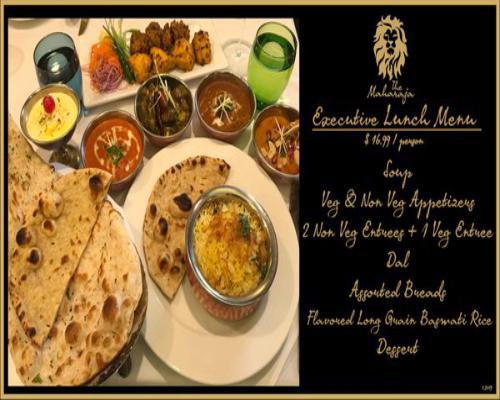 The
Maharaja
Executive Lunch Menu
$ 16.99 / person
Soup
Veg & Non Veg Appetizers
2 Non Veg Entrees + 1 Veg Entree
Dal
Assorted Breads
Flavored Long Grain Basmati Rice
Dessert